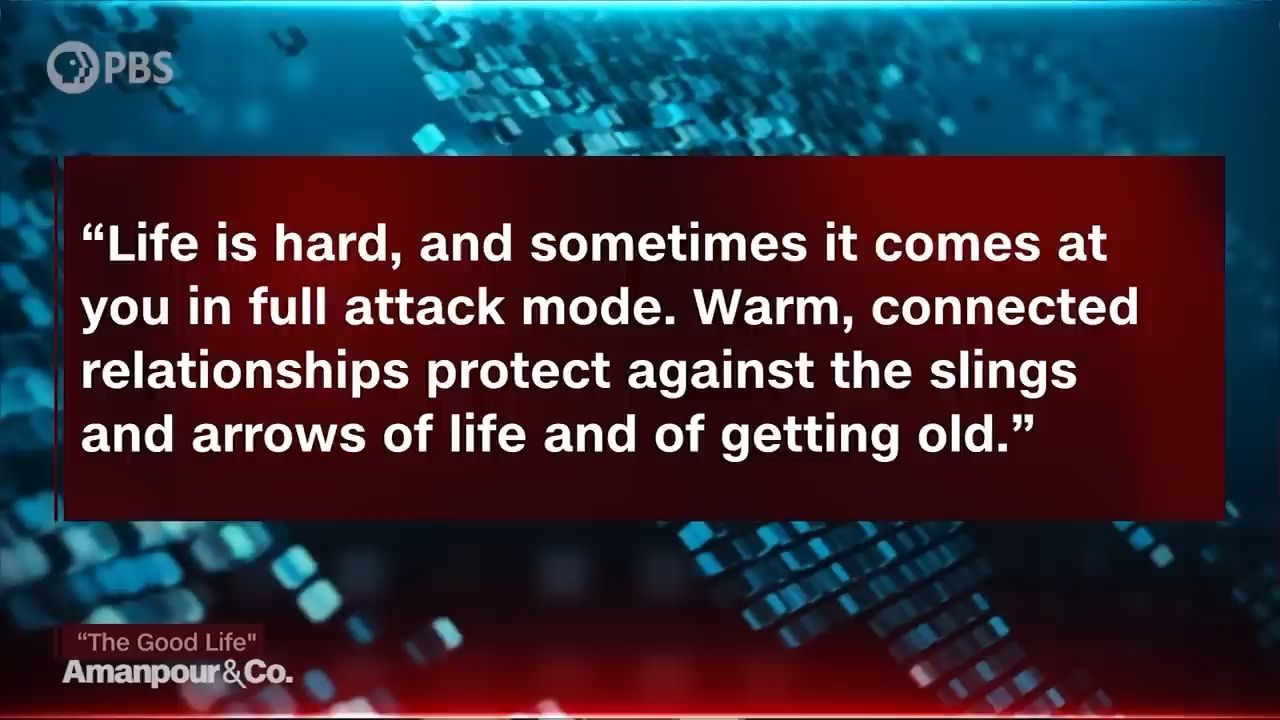 PBS
“Life is hard, and sometimes it comes at
you in full attack mode. Warm, connected
relationships protect against the slings
and arrows of life and of getting old.”
“The Good Life"
Amanpour&Co.